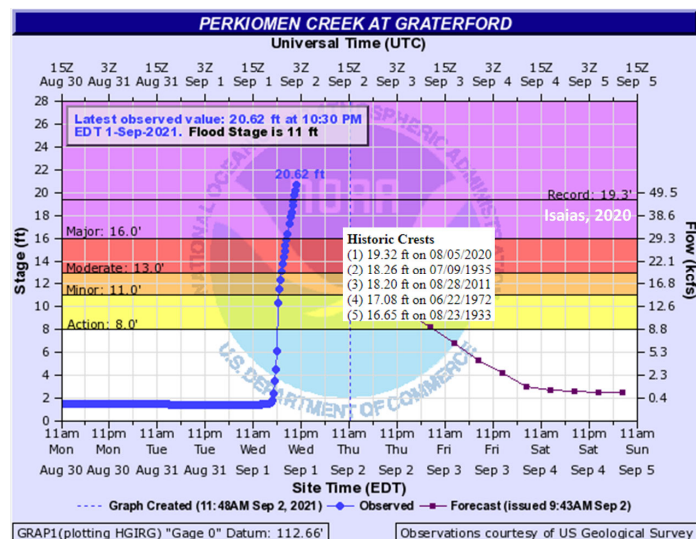 PERKIOMEN CREEK AT GRATERFORD
Universal Time (UTC)
15Z 3Z 15Z 3Z 15Z 3Z 15Z 3Z 15Z 3Z 15Z 3Z 15Z
Aug 30 Aug 31 Aug 31 Sep 1 Sep 1 Sep 2 Sep 2 Sep 3 Sep 3 Sep 4 Sep 4 Sep 5 Sep 5
Latest observed value: 20.62 ft at 10:30 PM
EDT 1-Sep-2021. Flood Stage is 11 ft
20.62 ft
Record: 19.3'
Isaias, 2020
Major: 16.0'
Moderate: 13.0'
Minor: 11.0'
Action: 8.0'
Historic Crests
(1) 19.32 ft on 08/05/2020
(2) 18.26 ft on 07/09/1935
(3) 18.20 ft on 08/28/2011
(4) 17.08 ft on 06/22/1972
(5) 16.65 ft on 08/23/1933
Stage (ft)
28
26
24
22
20
18
16
14
12
10
8
6
4
2
0
Flow (kcfs)
49.5
38.6
29.3
22.1
16.8
12.6
8.8
5.3
2.3
0.4
NOAA
U.S. DEPARTMENT OF COMMERCE
11am 11pm 11am 11pm 11am 11pm 11am 11pm 11am 11pm 11am 11pm 11am
Mon Mon Tue Tue Wed Wed Thu Thu Fri Fri Sat Sat Sun
Aug 30 Aug 30 Aug 31 Aug 31 Sep 1 Sep 1 Sep 2 Sep 2 Sep 3 Sep 3 Sep 4 Sep 4 Sep 5
Site Time (EDT)
Graph Created (11:48AM Sep 2, 2021) Observed Forecast (issued 9:43AM Sep 2)
GRAP1(plotting HGIRG) "Gage 0" Datum: 112.66'
Observations courtesy of US Geological Survey